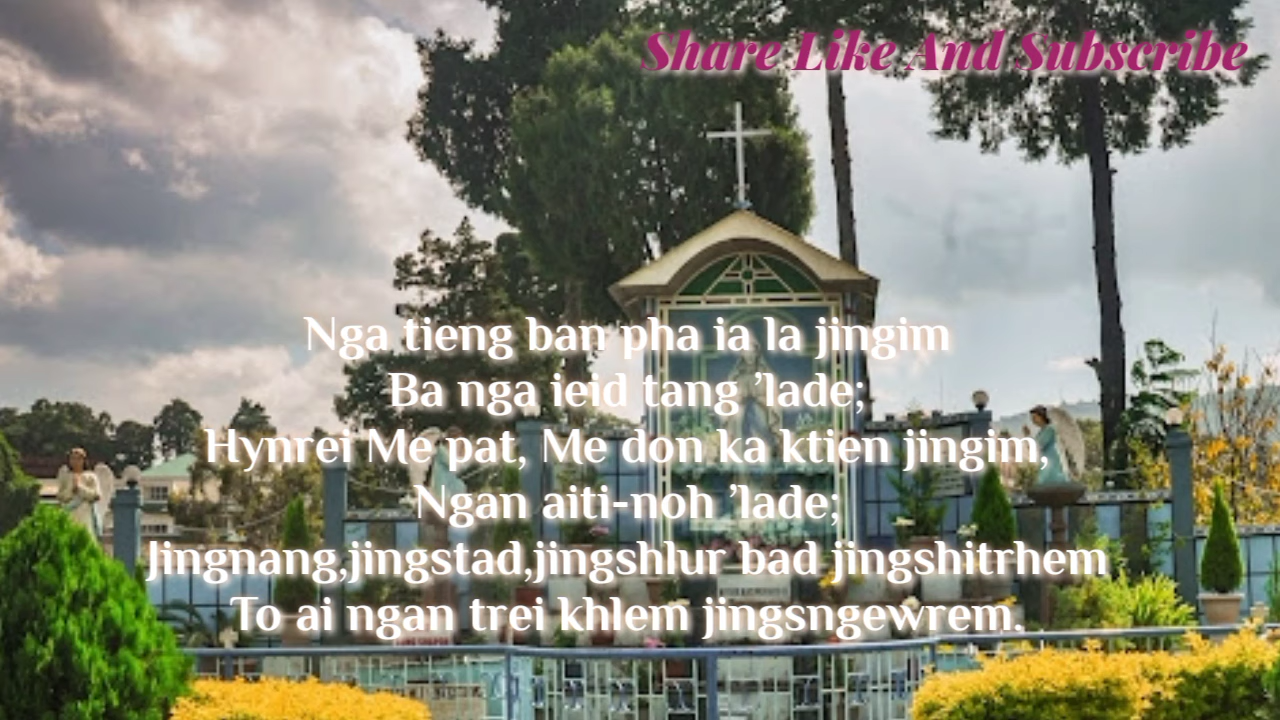 Share Like And Subscribe
Nga tieng ban pha ia la jingim
Ba nga ieid tang ’lade;
Hynrei Me pat, Me don ka ktien jingim,
Ngan aiti-noh ’lade;
Jingnang,jingstad,jingshlur bad jingshitrhem
To ai ngan trei khlem jingsngewrem.